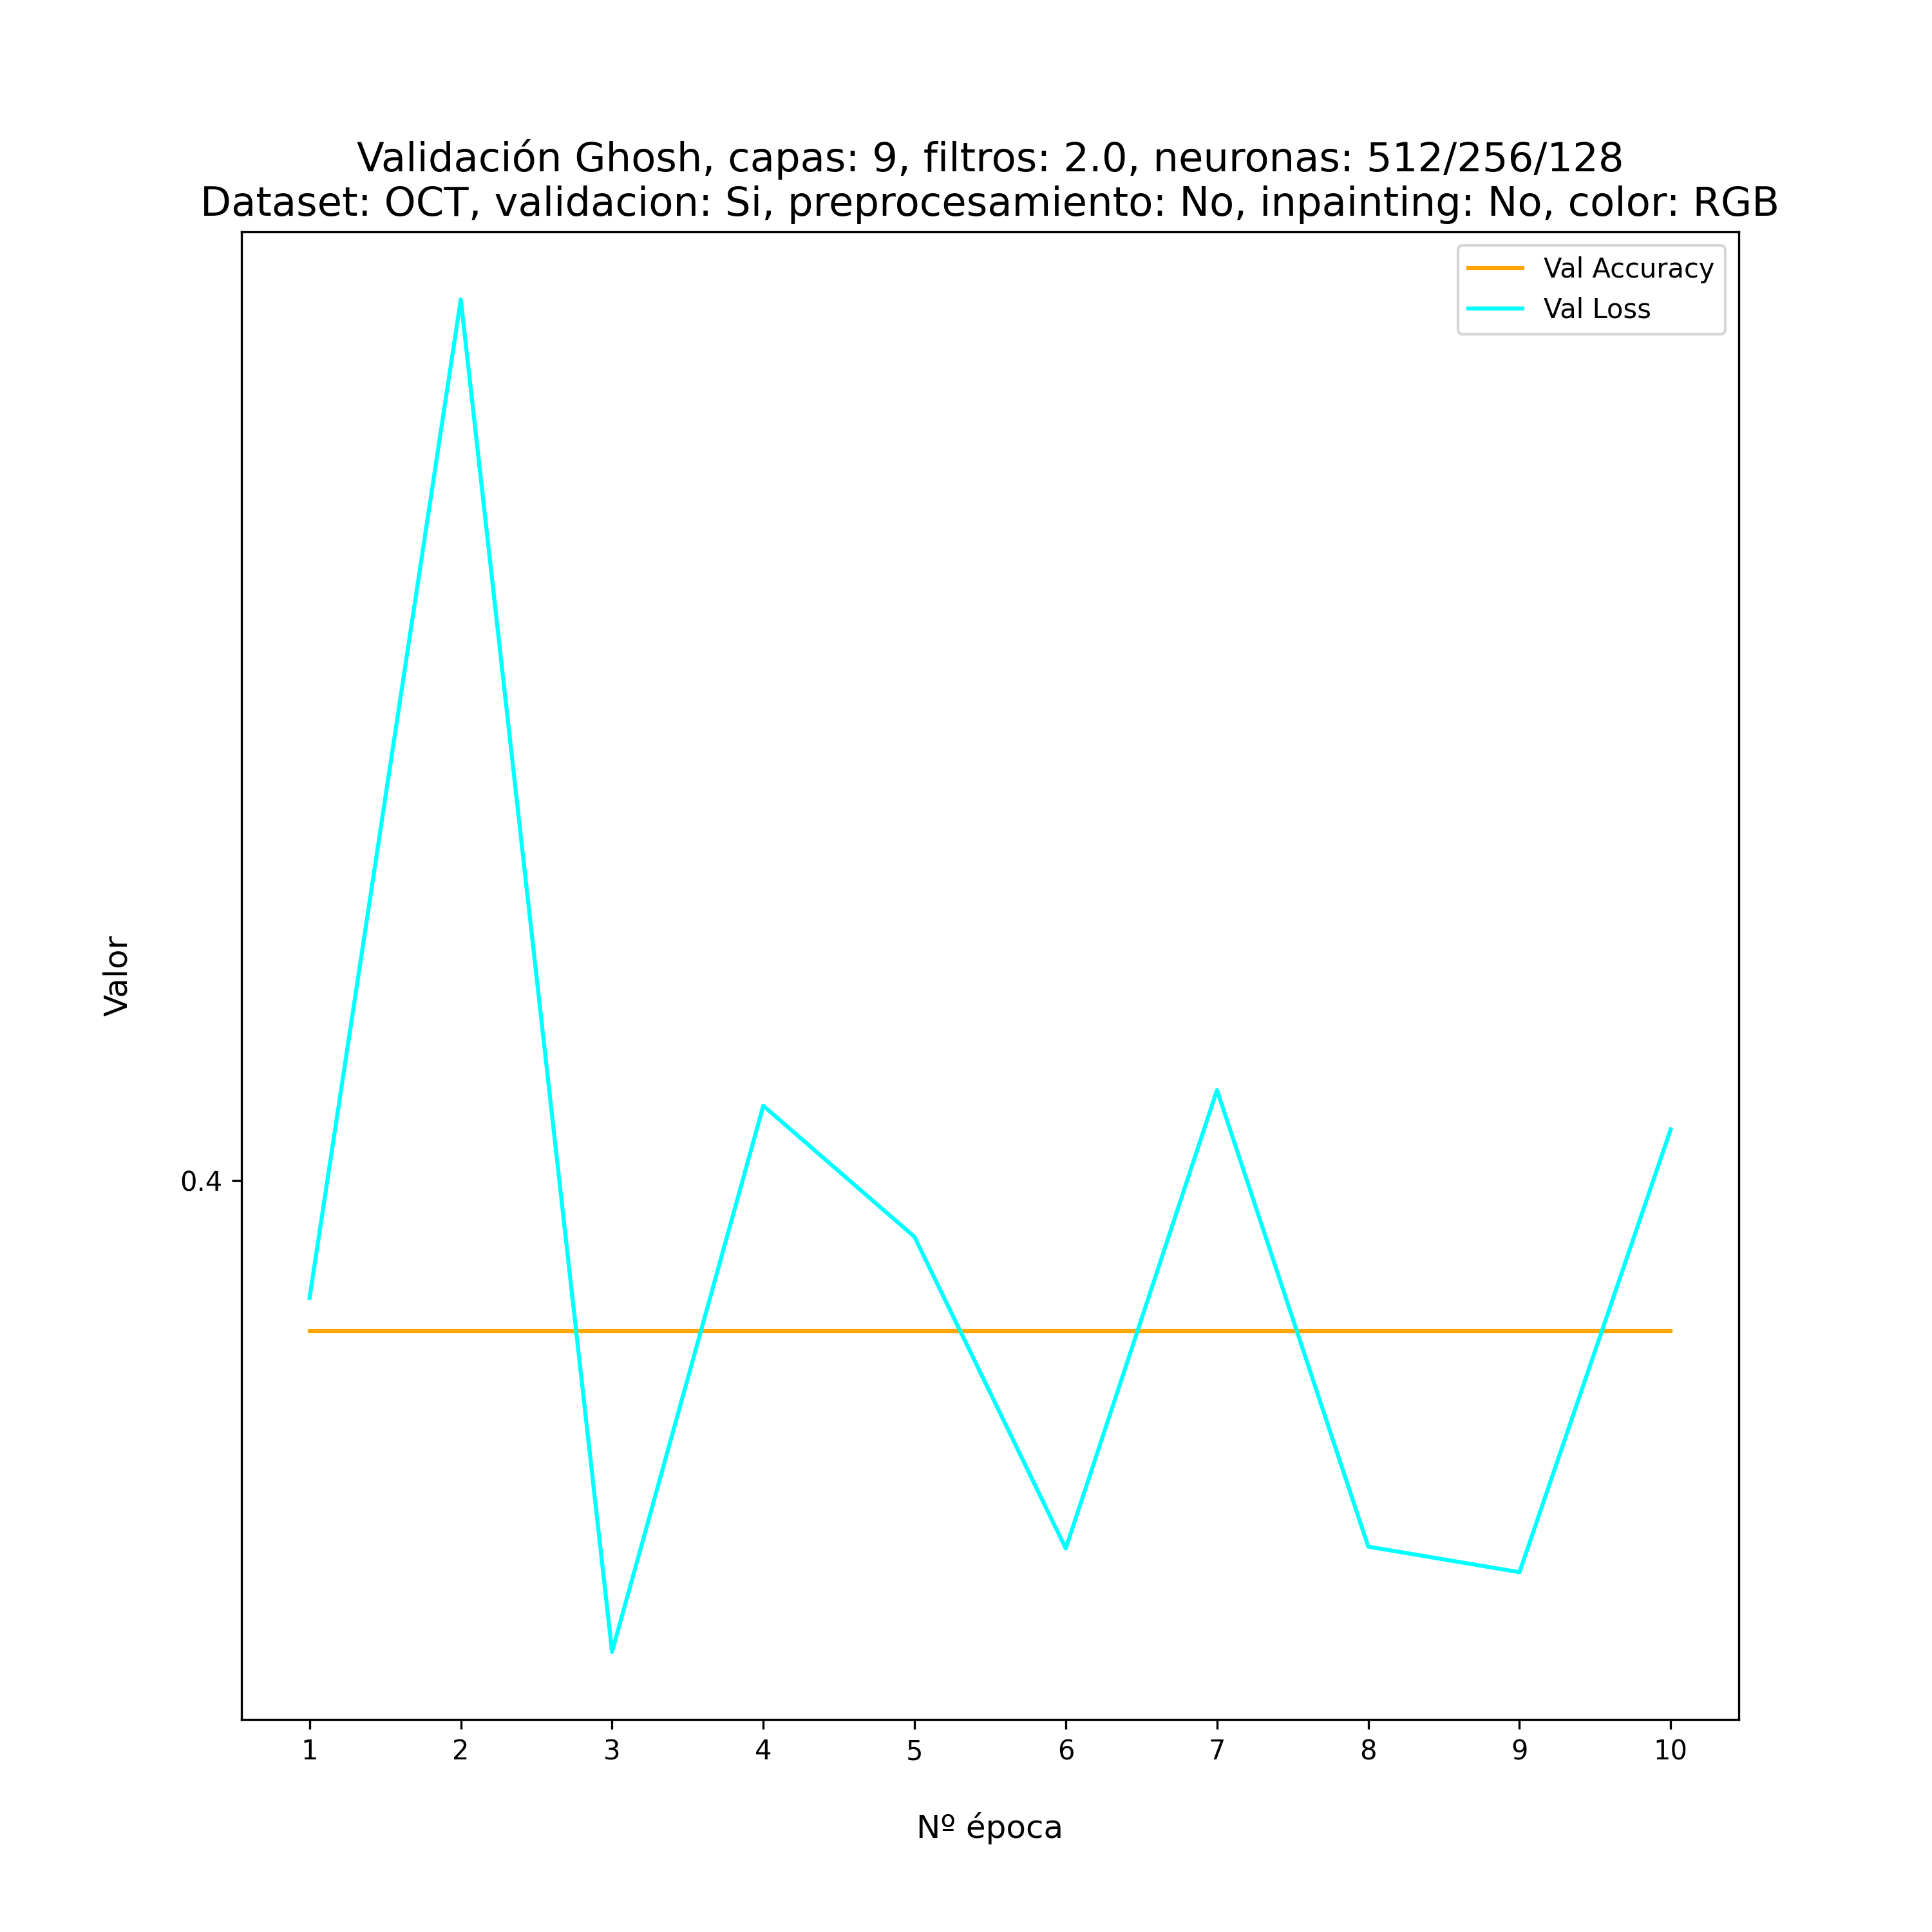 Validación Ghosh, capas: 9, filtros: 2.0, neuronas: 512/256/128
Dataset: OCT, validacion: Si, preprocesamiento: No, inpainting: No, color: RGB
Val Accuracy
Val Loss
Valor
0.4
1 2 3 4 5 6 7 8 9 10
Nº época